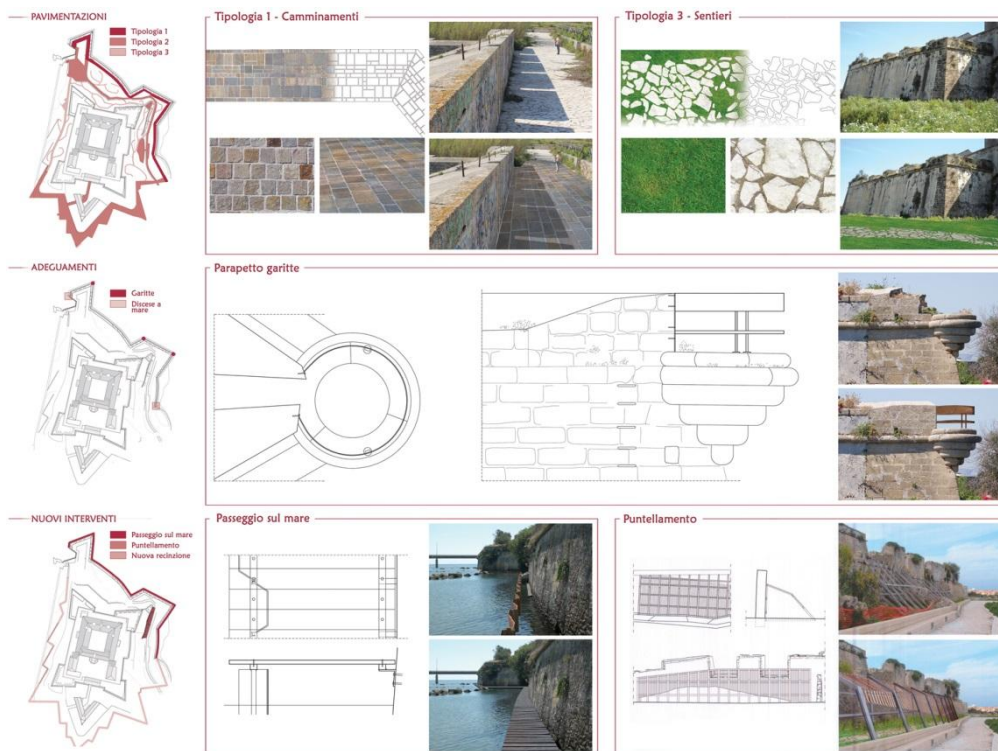 PAVIMENTAZIONI
Tipologia 1
Tipologia 2
Tipologia 3
Tipologia 1 - Camminamenti
Tipologia 3 - Sentieri
ADEGUAMENTI
Garitte
Discese a
mare
Parapetto garitte
NUOVI INTERVENTI
Passeggio sul mare
Puntellamento
Nuova recinzione
Passeggio sul mare
Puntellamento